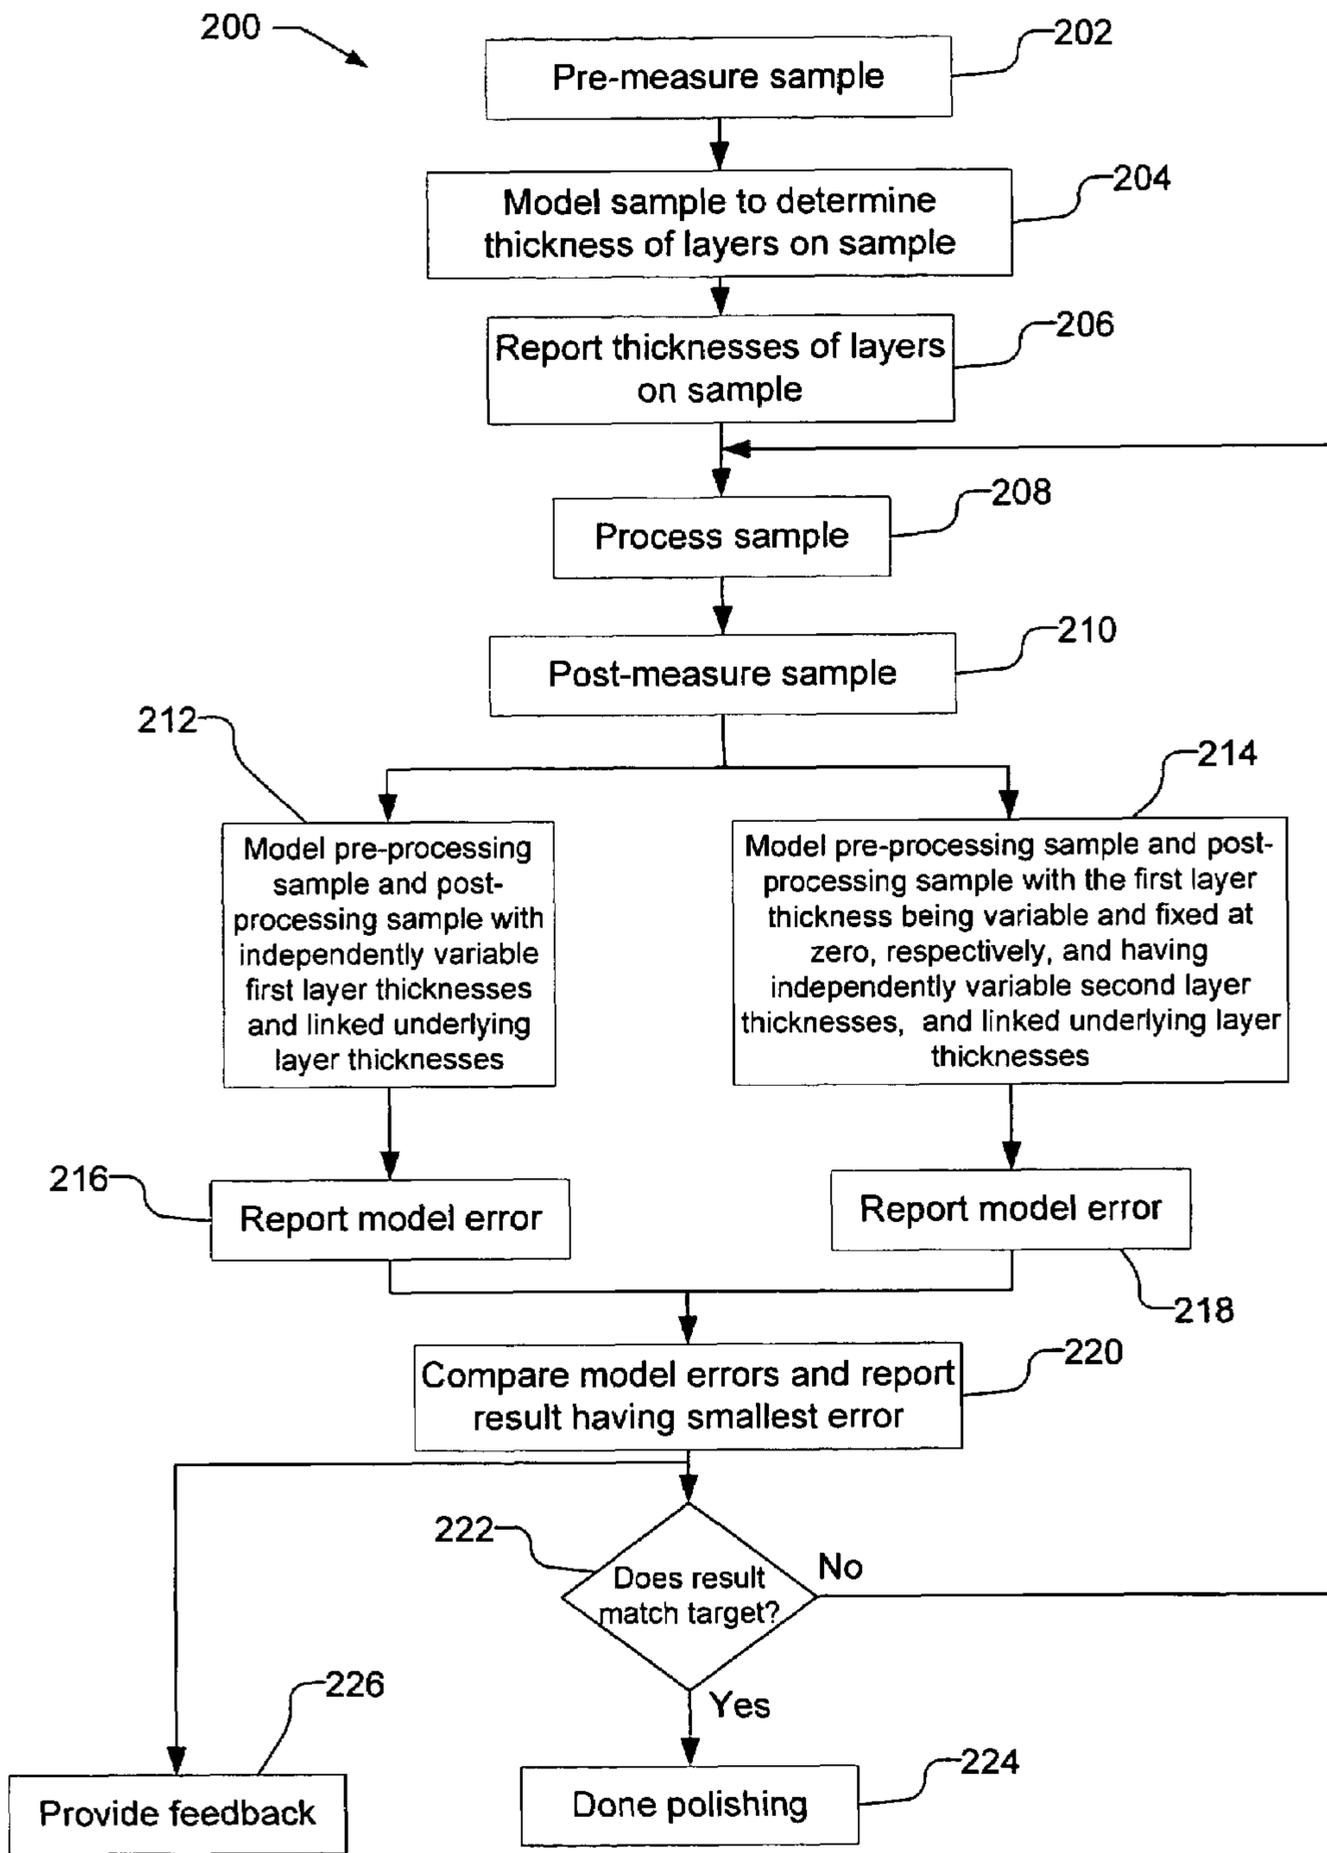 200
202
Pre-measure sample
204
Model sample to determine
thickness of layers on sample
206
Report thicknesses of layers
on sample
208
Process sample
210
Post-measure sample
212
214
Model pre-processing
sample and post-
processing sample with
independently variable
first layer thicknesses
and linked underlying
layer thicknesses
Model pre-processing sample and post-
processing sample with the first layer
thickness being variable and fixed at
zero, respectively, and having
independently variable second layer
thicknesses, and linked underlying layer
thicknesses
216
Report model error
Report model error
218
220
Compare model errors and report
result having smallest error
222
Does result
match target?
No
Yes
226
Provide feedback
224
Done polishing